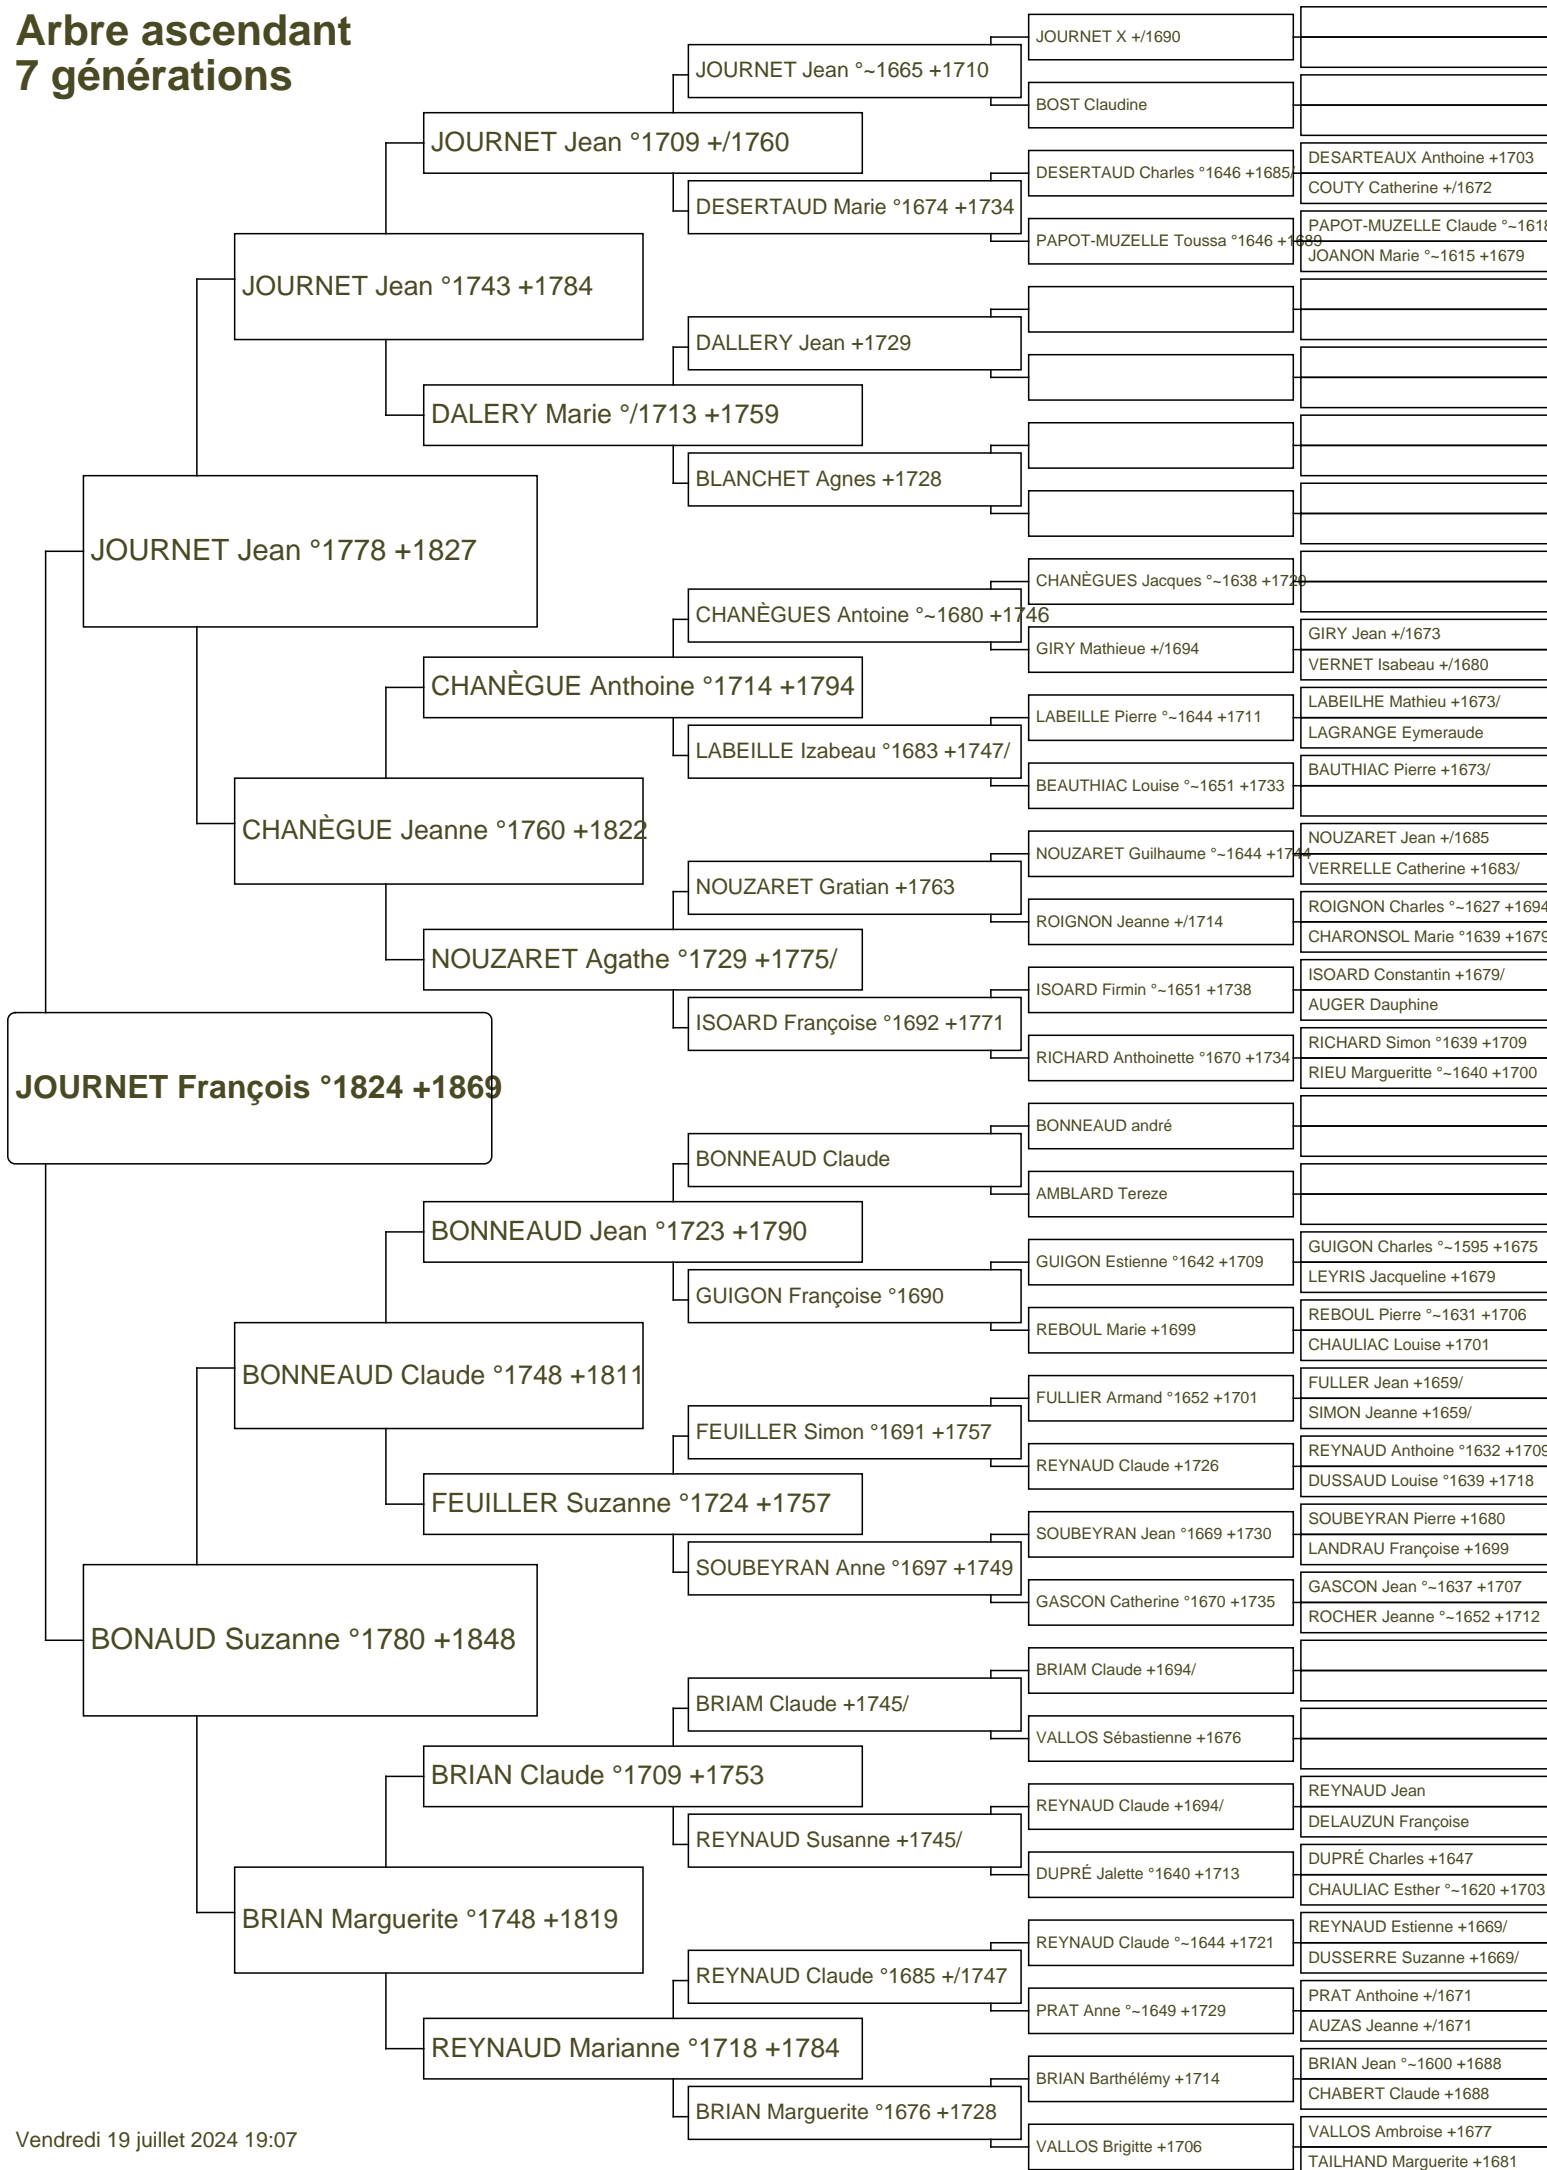 Arbre ascendant
7 générations
JOURNET François °1824 +1869
JOURNET Jean °1778 +1827
BONAUD Suzanne °1780 +1848
JOURNET Jean °1743 +1784
CHANÈGUE Jeanne °1760 +1822
BONNEAUD Claude °1748 +1811
BRIAN Marguerite °1748 +1819
JOURNET Jean °1709 +/1760
DALERY Marie °/1713 +1759
CHANÈGUE Anthoine °1714 +1794
NOUZARET Agathe °1729 +1775/
BONNEAUD Jean °1723 +1790
FEUILLER Suzanne °1724 +1757
BRIAN Claude °1709 +1753
REYNAUD Marianne °1718 +1784
JOURNET Jean °~1665 +1710
DESERTAUD Marie °1674 +1734
DALLERY Jean +1729
BLANCHET Agnes +1728
CHANÈGUES Antoine °~1680 +1746
LABEILLE Izabeau °1683 +1747/
NOUZARET Gratian +1763
ISOARD Françoise °1692 +1771
BONNEAUD Claude
GUIGON Françoise °1690
FEUILLER Simon °1691 +1757
SOUBEYRAN Anne °1697 +1749
BRIAM Claude +1745/
REYNAUD Susanne +1745/
REYNAUD Claude °1685 +/1747
BRIAN Marguerite °1676 +1728
JOURNET X +/1690
BOST Claudine
DESERTAUD Charles °1646 +1685/
PAPOT-MUZELLE Toussa °1646 +1689
CHANÈGUES Jacques °~1638 +1720
GIRY Mathieue +/1694
LABEILLE Pierre °~1644 +1711
BEAUTHIAC Louise °~1651 +1733
NOUZARET Guilhaume °~1644 +1744
ROIGNON Jeanne +/1714
ISOARD Firmin °~1651 +1738
RICHARD Anthoinette °1670 +1734
BONNEAUD andré
AMBLARD Tereze
GUIGON Estienne °1642 +1709
REBOUL Marie +1699
FULLIER Armand °1652 +1701
REYNAUD Claude +1726
SOUBEYRAN Jean °1669 +1730
GASCON Catherine °1670 +1735
BRIAM Claude +1694/
VALLOS Sébastienne +1676
REYNAUD Claude +1694/
DUPRÉ Jalette °1640 +1713
REYNAUD Claude °~1644 +1721
PRAT Anne °~1649 +1729
BRIAN Barthélémy +1714
VALLOS Brigitte +1706
DESARTEAUX Anthoine +1703
COUTY Catherine +/1672
PAPOT-MUZELLE Claude °~1618
JOANON Marie °~1615 +1679
GIRY Jean +/1673
VERNET Isabeau +/1680
LABEILHE Mathieu +1673/
LAGRANGE Eymeraude
BAUTHIAC Pierre +1673/
NOUZARET Jean +/1685
VERRELLE Catherine +1683/
ROIGNON Charles °~1627 +1694
CHARONSOL Marie °1639 +1679
ISOARD Constantin +1679/
AUGER Dauphine
RICHARD Simon °1639 +1709
RIEU Margueritte °~1640 +1700
GUIGON Charles °~1595 +1675
LEYRIS Jacqueline +1679
REBOUL Pierre °~1631 +1706
CHAULIAC Louise +1701
FULLER Jean +1659/
SIMON Jeanne +1659/
REYNAUD Anthoine °1632 +1709
DUSSAUD Louise °1639 +1718
SOUBEYRAN Pierre +1680
LANDRAU Françoise +1699
GASCON Jean °~1637 +1707
ROCHER Jeanne °~1652 +1712
REYNAUD Jean
DELAUZUN Françoise
DUPRÉ Charles +1647
CHAULIAC Esther °~1620 +1703
REYNAUD Estienne +1669/
DUSSERRE Suzanne +1669/
PRAT Anthoine +/1671
AUZAS Jeanne +/1671
BRIAN Jean °~1600 +1688
CHABERT Claude +1688
VALLOS Ambroise +1677
TAILHAND Marguerite +1681
Vendredi 19 juillet 2024 19:07